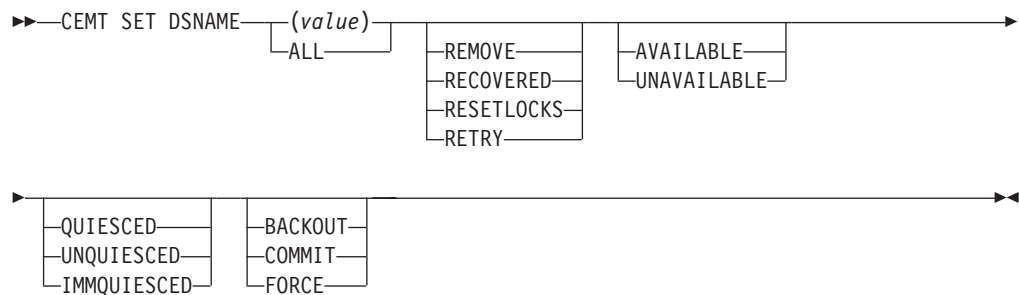 CEMT SET DSNAME (value)
ALL
REMOVE
RECOVERED
RESETLOCKS
RETRY
AVAILABLE
UNAVAILABLE
QUIESCED
UNQUIESCED
IMMQUIESCED
BACKOUT
COMMIT
FORCE